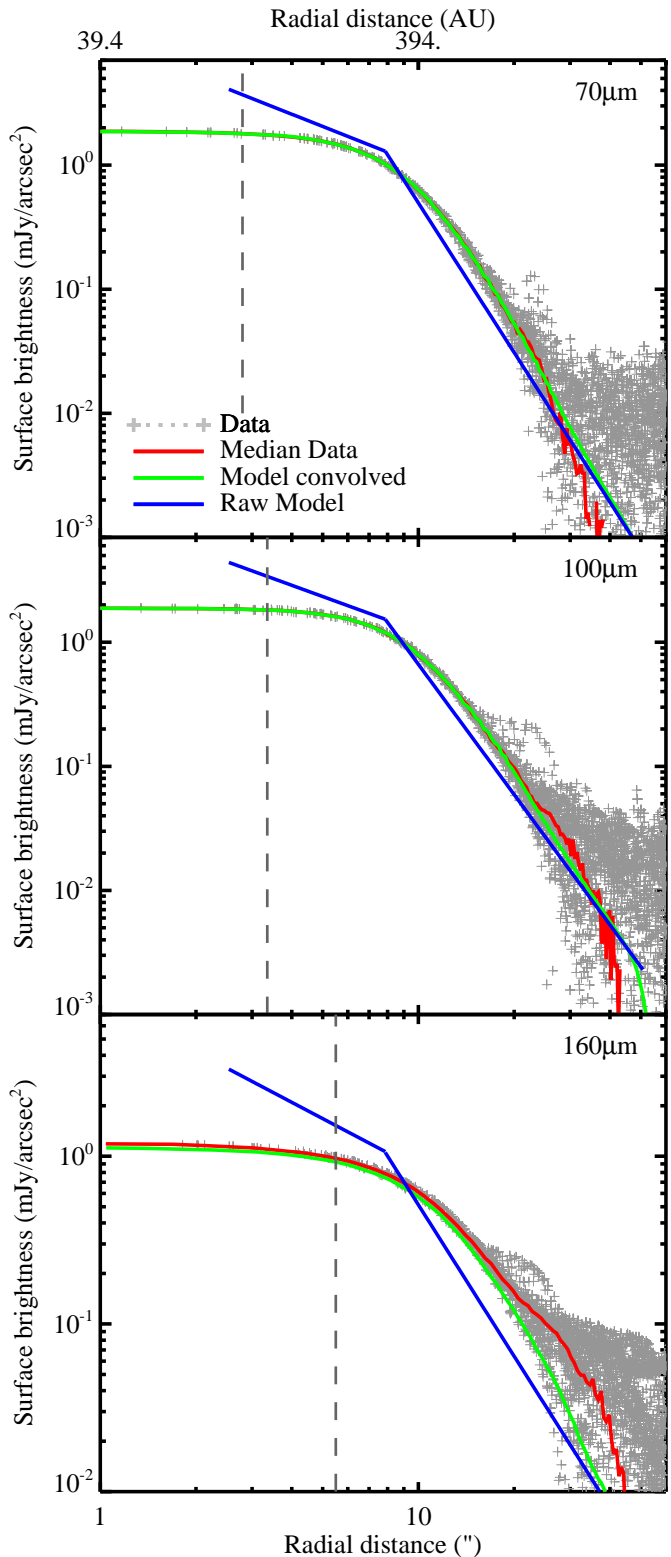 Radial distance (AU)
39.4 394.
70μm
10⁰
10⁻¹
10⁻²
10⁻³
Surface brightness (mJy/arcsec²)
Data
Median Data
Model convolved
Raw Model
100μm
10⁰
10⁻¹
10⁻²
10⁻³
Surface brightness (mJy/arcsec²)
160μm
10⁰
10⁻¹
10⁻²
Surface brightness (mJy/arcsec²)
1 10
Radial distance (")